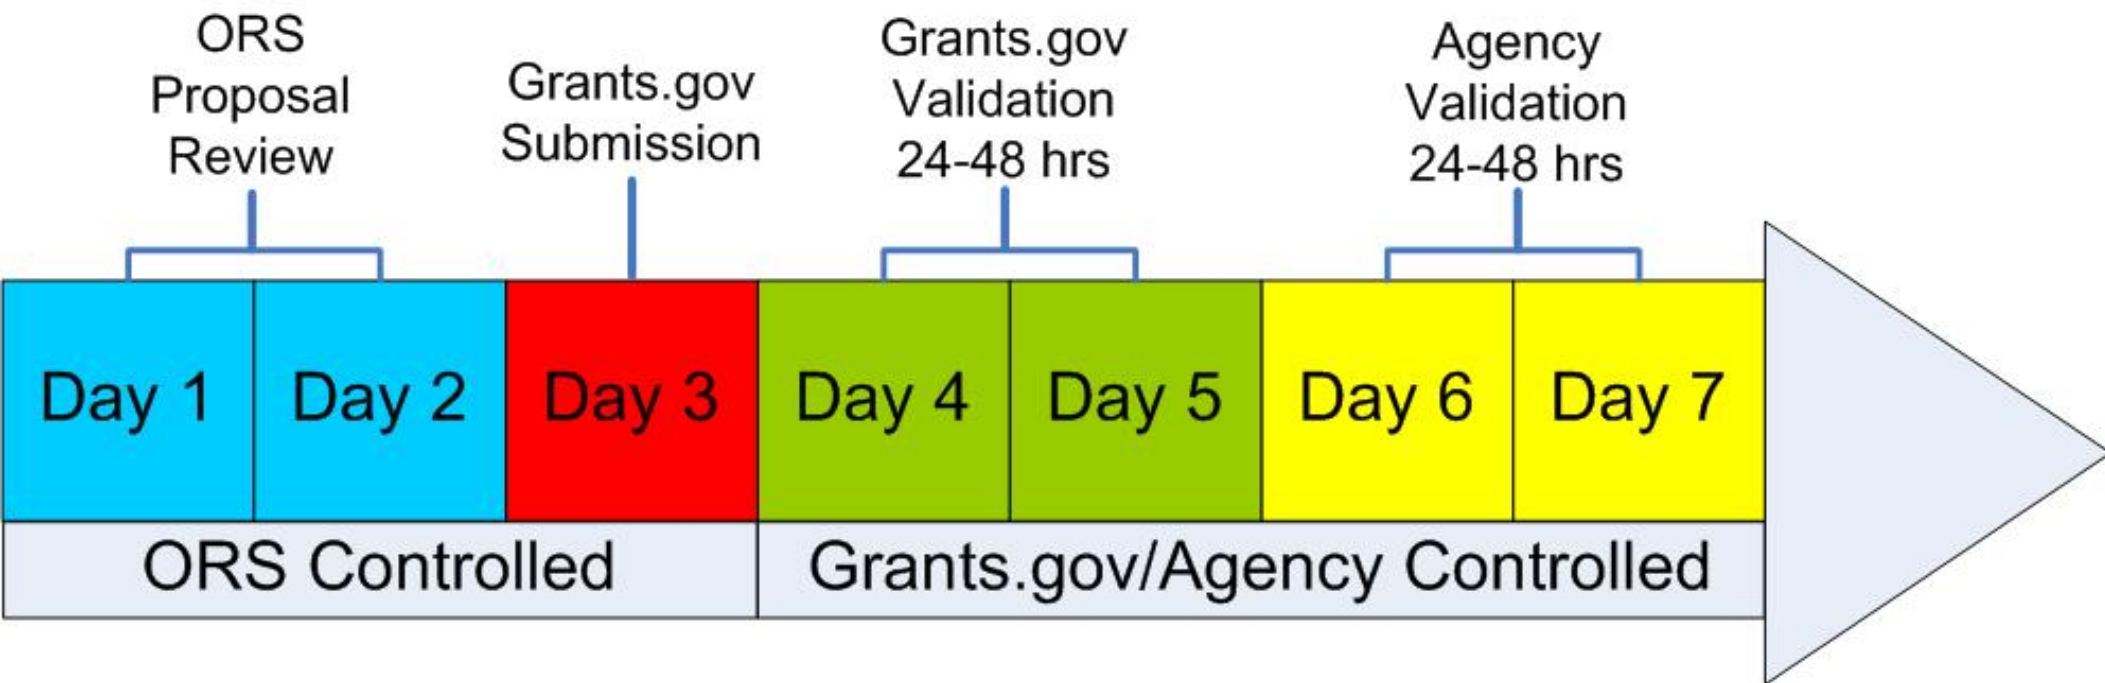 ORS
Proposal
Review
Grants.gov
Submission
Grants.gov
Validation
24-48 hrs
Agency
Validation
24-48 hrs
Day 1
Day 2
Day 3
Day 4
Day 5
Day 6
Day 7
ORS Controlled
Grants.gov/Agency Controlled